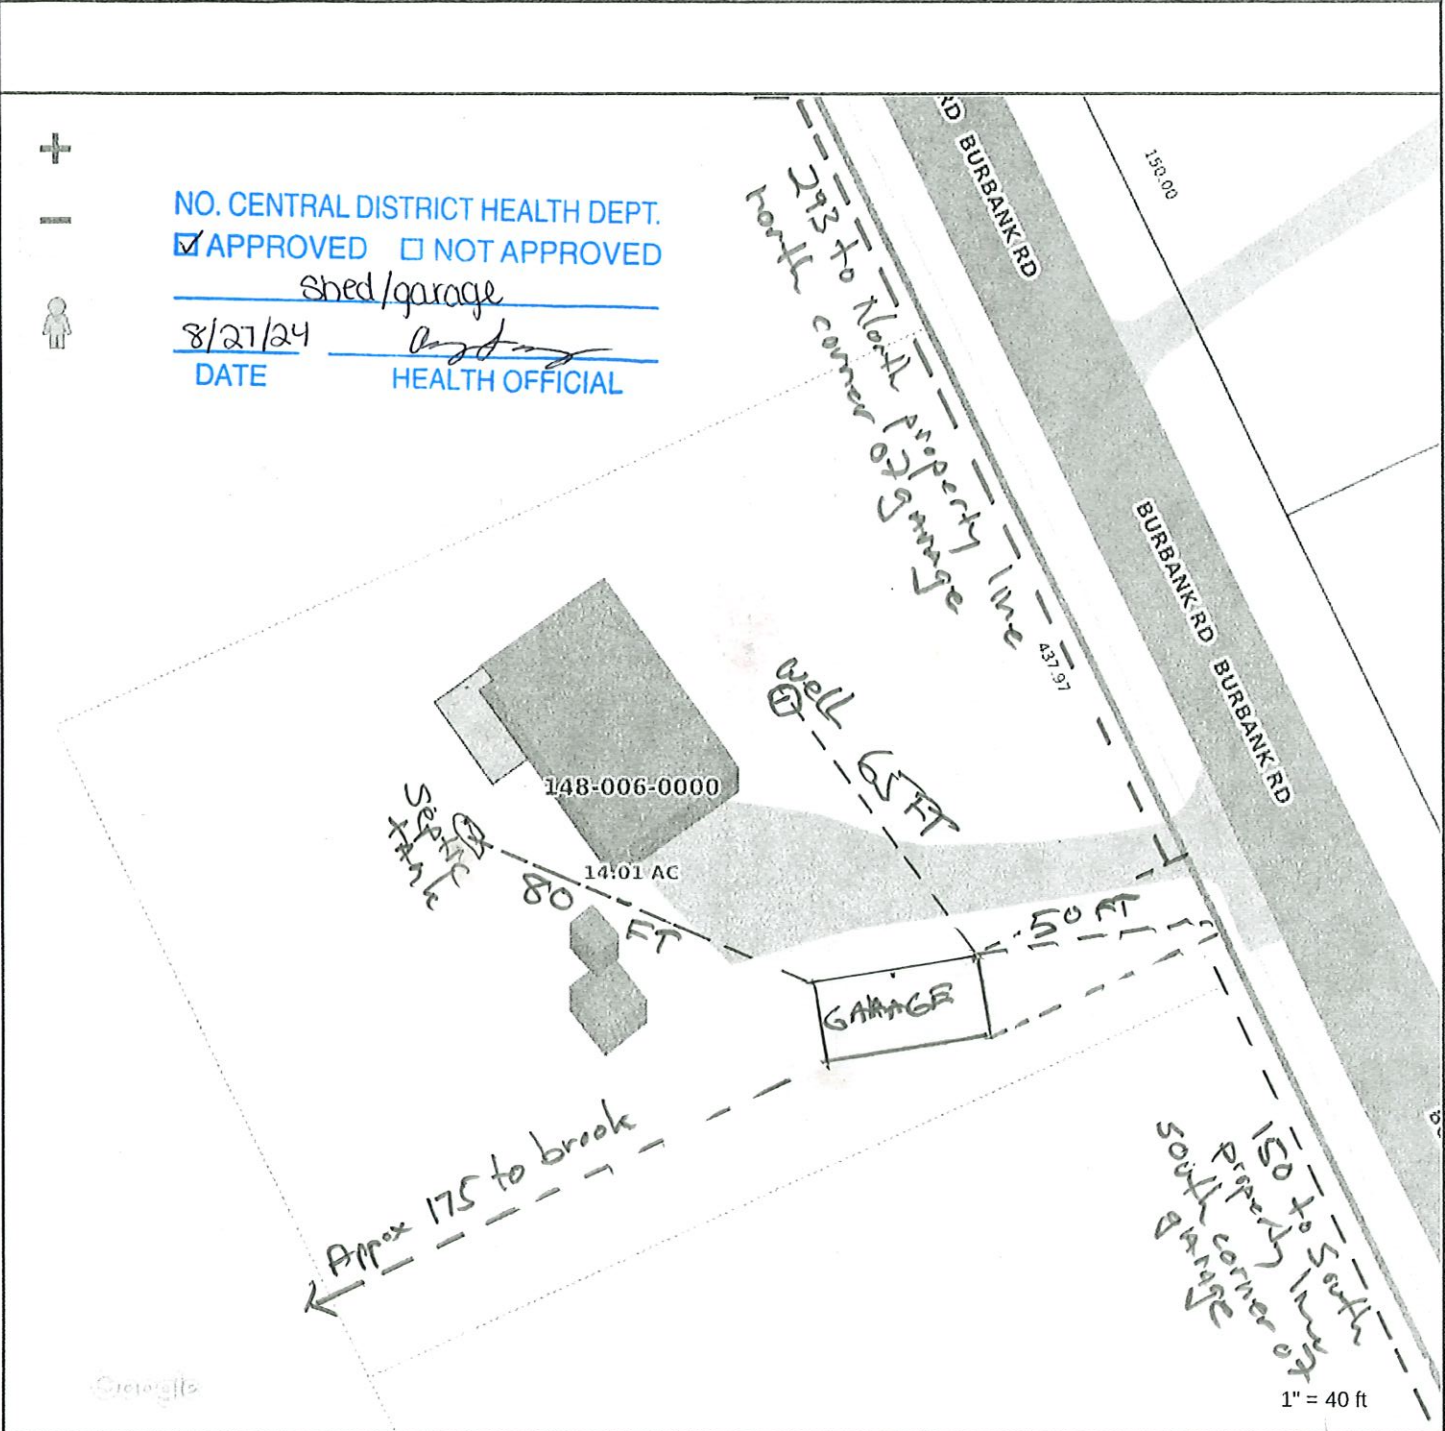 NO. CENTRAL DISTRICT HEALTH DEPT.
☑ APPROVED ☐ NOT APPROVED
shed/garage
8/27/24
DATE HEALTH OFFICIAL
RD BURBANK RD
150.00
293 to North property line
north corner of garage
BURBANK RD BURBANK RD
437.97
well
65 FT
148-006-0000
14.01 AC
Septic
tank
80
FT
50 FT
GARAGE
Appox 175 to brook
150 to South
property line
south corner of
garage
1" = 40 ft